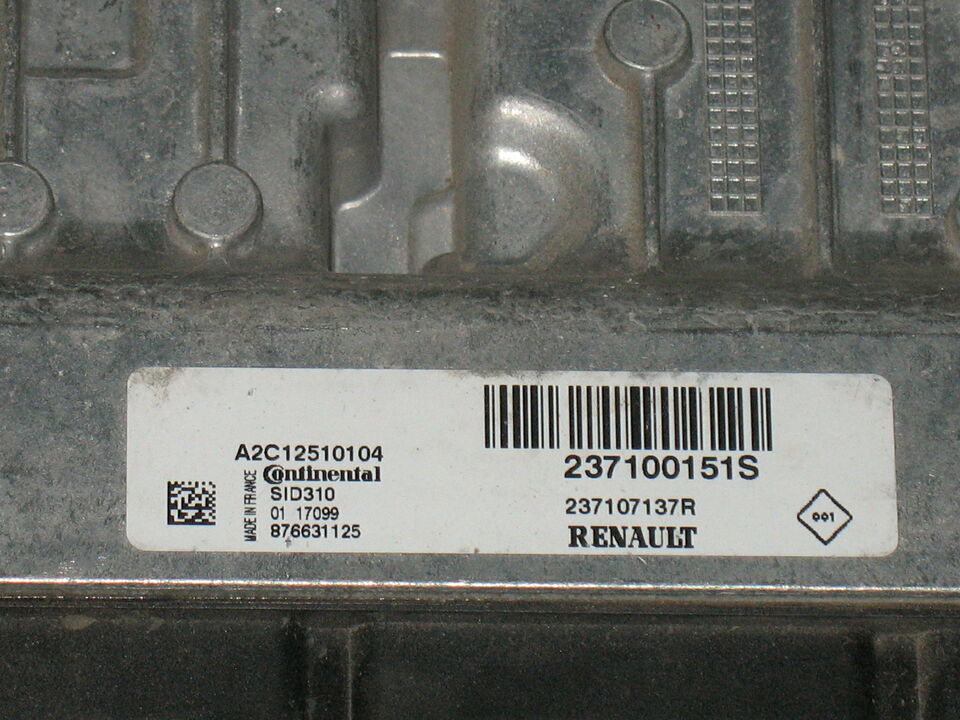 A2C12510104
Continental
SID310
01 17099
876631125
MADE IN FRANCE
237100151S
237107137R
RENAULT
001